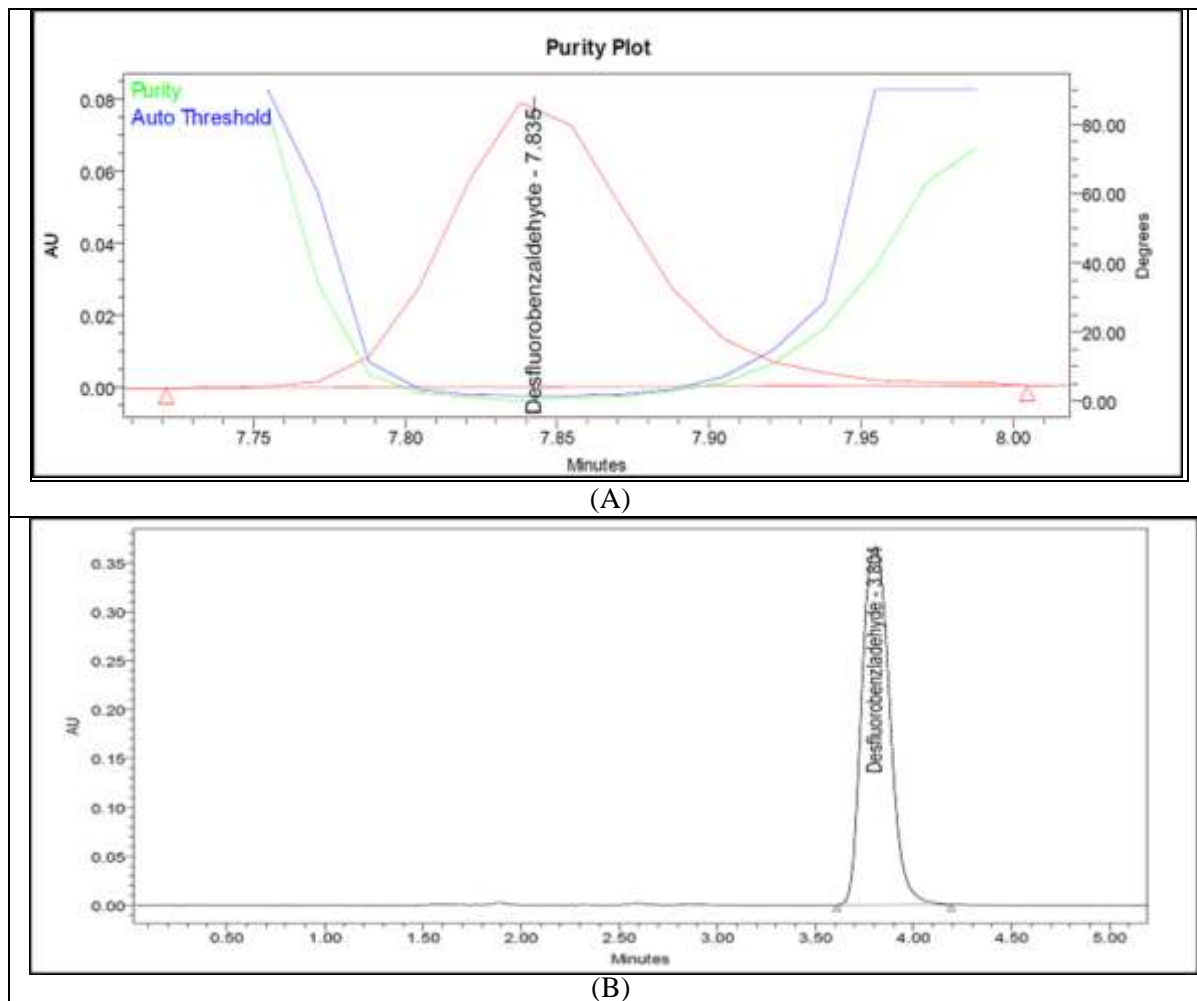 Purity Plot
Purity
Auto Threshold
0.08
0.06
0.04
0.02
0.00
AU
80.00
60.00
40.00
20.00
0.00
Degrees
Desfluorobenzaldehyde - 7.835
7.75
7.80
7.85
7.90
7.95
8.00
Minutes
(A)
0.35
0.30
0.25
0.20
0.15
0.10
0.05
0.00
AU
Desfluorobenzladehyde - 3.804
0.50
1.00
1.50
2.00
2.50
3.00
3.50
4.00
4.50
5.00
Minutes
(B)